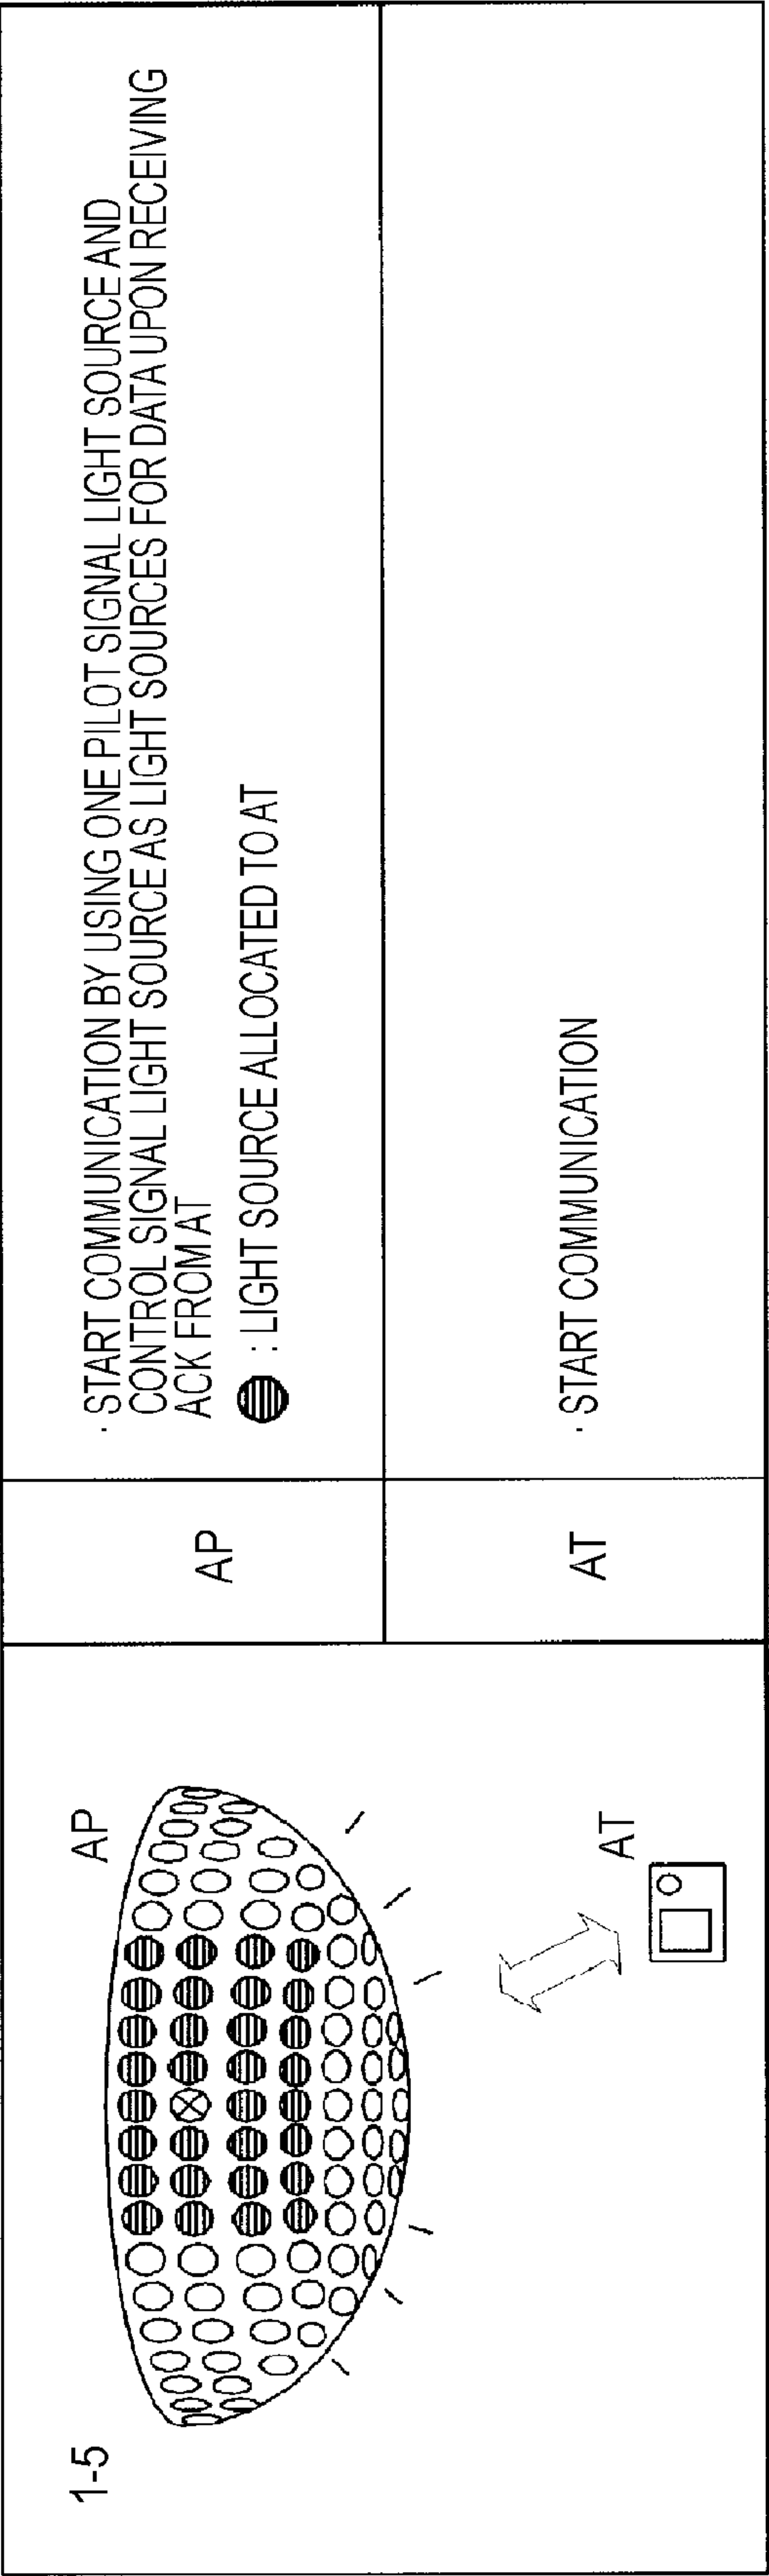 1-5
AP
AT
AP
· START COMMUNICATION BY USING ONE PILOT SIGNAL LIGHT SOURCE AND
CONTROL SIGNAL LIGHT SOURCE AS LIGHT SOURCES FOR DATA UPON RECEIVING
ACK FROM AT
: LIGHT SOURCE ALLOCATED TO AT
AT
· START COMMUNICATION